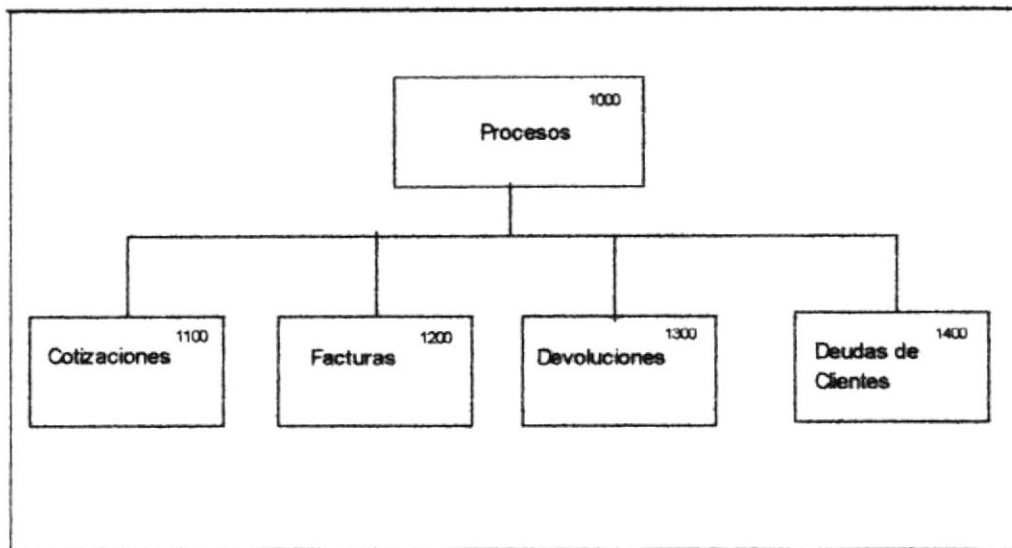 1000
Procesos
1100
Cotizaciones
1200
Facturas
1300
Devoluciones
1400
Deudas de
Clientes